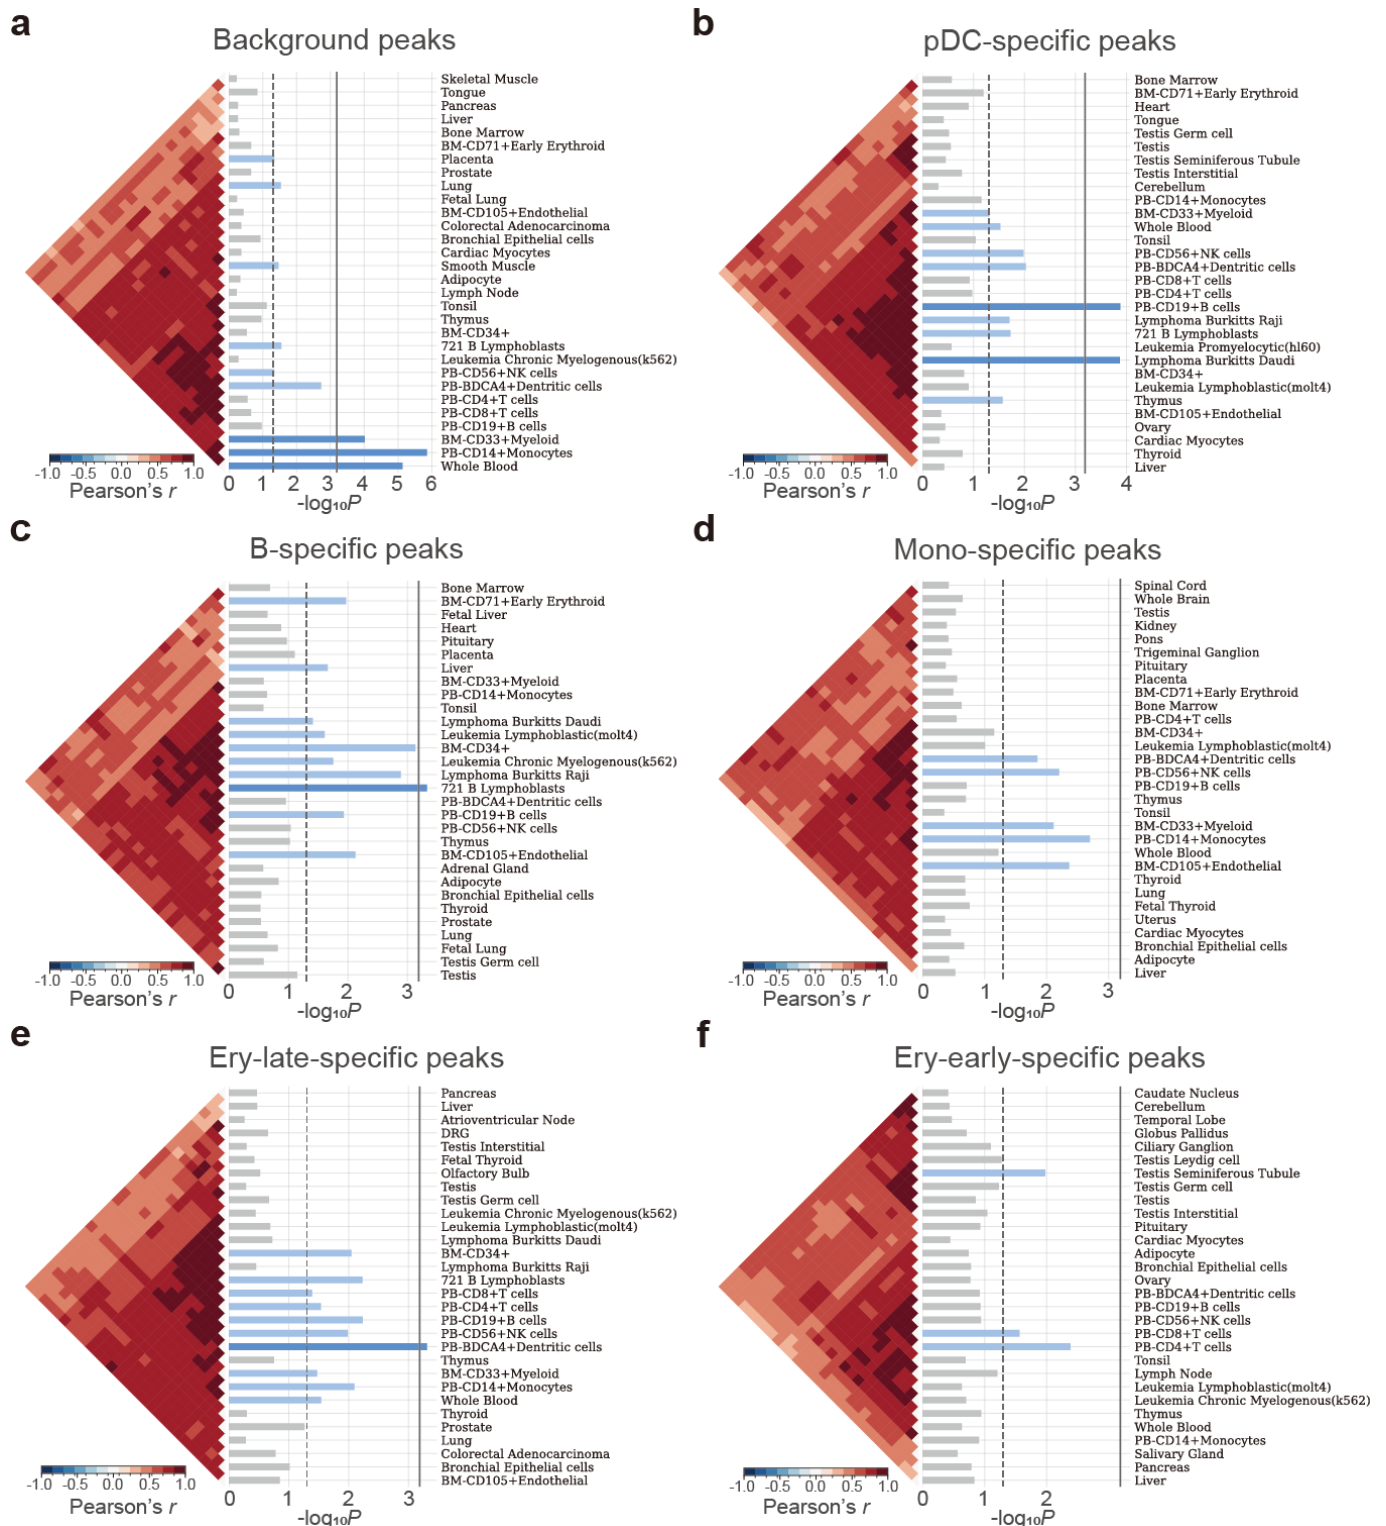 a
Background peaks
Skeletal Muscle
Tongue
Pancreas
Liver
Bone Marrow
BM-CD71+Early Erythroid
Placenta
Prostate
Lung
Fetal Lung
BM-CD105+Endothelial
Colorectal Adenocarcinoma
Bronchial Epithelial cells
Cardiac Myocytes
Smooth Muscle
Adipocyte
Lymph Node
Tonsil
Thymus
BM-CD34+
721 B Lymphoblasts
Leukemia Chronic Myelogenous(k562)
PB-CD56+NK cells
PB-BDCA4+Dentritic cells
PB-CD4+T cells
PB-CD8+T cells
PB-CD19+B cells
BM-CD33+Myeloid
PB-CD14+Monocytes
Whole Blood
-1.0 -0.5 0.0 0.5 1.0
Pearson's r
0 1 2 3 4 5 6
-log₁₀P
b
pDC-specific peaks
Bone Marrow
BM-CD71+Early Erythroid
Heart
Tongue
Testis Germ cell
Testis
Testis Seminiferous Tubule
Testis Interstitial
Cerebellum
PB-CD14+Monocytes
BM-CD33+Myeloid
Whole Blood
Tonsil
PB-CD56+NK cells
PB-BDCA4+Dentritic cells
PB-CD8+T cells
PB-CD4+T cells
PB-CD19+B cells
Lymphoma Burkitts Raji
721 B Lymphoblasts
Leukemia Promyelocytic(hl60)
Lymphoma Burkitts Daudi
BM-CD34+
Leukemia Lymphoblastic(molt4)
Thymus
BM-CD105+Endothelial
Ovary
Cardiac Myocytes
Thyroid
Liver
-1.0 -0.5 0.0 0.5 1.0
Pearson's r
0 1 2 3 4
-log₁₀P
c
B-specific peaks
Bone Marrow
BM-CD71+Early Erythroid
Fetal Liver
Heart
Pituitary
Placenta
Liver
BM-CD33+Myeloid
PB-CD14+Monocytes
Tonsil
Lymphoma Burkitts Daudi
Leukemia Lymphoblastic(molt4)
BM-CD34+
Leukemia Chronic Myelogenous(k562)
Lymphoma Burkitts Raji
721 B Lymphoblasts
PB-BDCA4+Dentritic cells
PB-CD19+B cells
PB-CD56+NK cells
Thymus
BM-CD105+Endothelial
Adrenal Gland
Adipocyte
Bronchial Epithelial cells
Thyroid
Prostate
Lung
Fetal Lung
Testis Germ cell
Testis
-1.0 -0.5 0.0 0.5 1.0
Pearson's r
0 1 2 3
-log₁₀P
d
Mono-specific peaks
Spinal Cord
Whole Brain
Testis
Kidney
Pons
Trigeminal Ganglion
Pituitary
Placenta
BM-CD71+Early Erythroid
Bone Marrow
PB-CD4+T cells
BM-CD34+
Leukemia Lymphoblastic(molt4)
PB-BDCA4+Dentritic cells
PB-CD56+NK cells
PB-CD19+B cells
Thymus
Tonsil
BM-CD33+Myeloid
PB-CD14+Monocytes
Whole Blood
BM-CD105+Endothelial
Thyroid
Lung
Fetal Thyroid
Uterus
Cardiac Myocytes
Bronchial Epithelial cells
Adipocyte
Liver
-1.0 -0.5 0.0 0.5 1.0
Pearson's r
0 1 2 3
-log₁₀P
e
Ery-late-specific peaks
Pancreas
Liver
Atrioventricular Node
DRG
Testis Interstitial
Fetal Thyroid
Olfactory Bulb
Testis
Testis Germ cell
Leukemia Chronic Myelogenous(k562)
Leukemia Lymphoblastic(molt4)
Lymphoma Burkitts Daudi
BM-CD34+
Lymphoma Burkitts Raji
721 B Lymphoblasts
PB-CD8+T cells
PB-CD4+T cells
PB-CD19+B cells
PB-CD56+NK cells
PB-BDCA4+Dentritic cells
Thymus
BM-CD33+Myeloid
PB-CD14+Monocytes
Whole Blood
Thyroid
Prostate
Lung
Colorectal Adenocarcinoma
Bronchial Epithelial cells
BM-CD105+Endothelial
-1.0 -0.5 0.0 0.5 1.0
Pearson's r
0 1 2 3
-log₁₀P
f
Ery-early-specific peaks
Caudate Nucleus
Cerebellum
Temporal Lobe
Globus Pallidus
Ciliary Ganglion
Testis Leydig cell
Testis Seminiferous Tubule
Testis Germ cell
Testis
Testis Interstitial
Pituitary
Cardiac Myocytes
Adipocyte
Bronchial Epithelial cells
Ovary
PB-BDCA4+Dentritic cells
PB-CD19+B cells
PB-CD56+NK cells
PB-CD8+T cells
PB-CD4+T cells
Tonsil
Lymph Node
Leukemia Lymphoblastic(molt4)
Leukemia Chronic Myelogenous(k562)
Thymus
Whole Blood
PB-CD14+Monocytes
Salivary Gland
Pancreas
Liver
-1.0 -0.5 0.0 0.5 1.0
Pearson's r
0 1 2
-log₁₀P